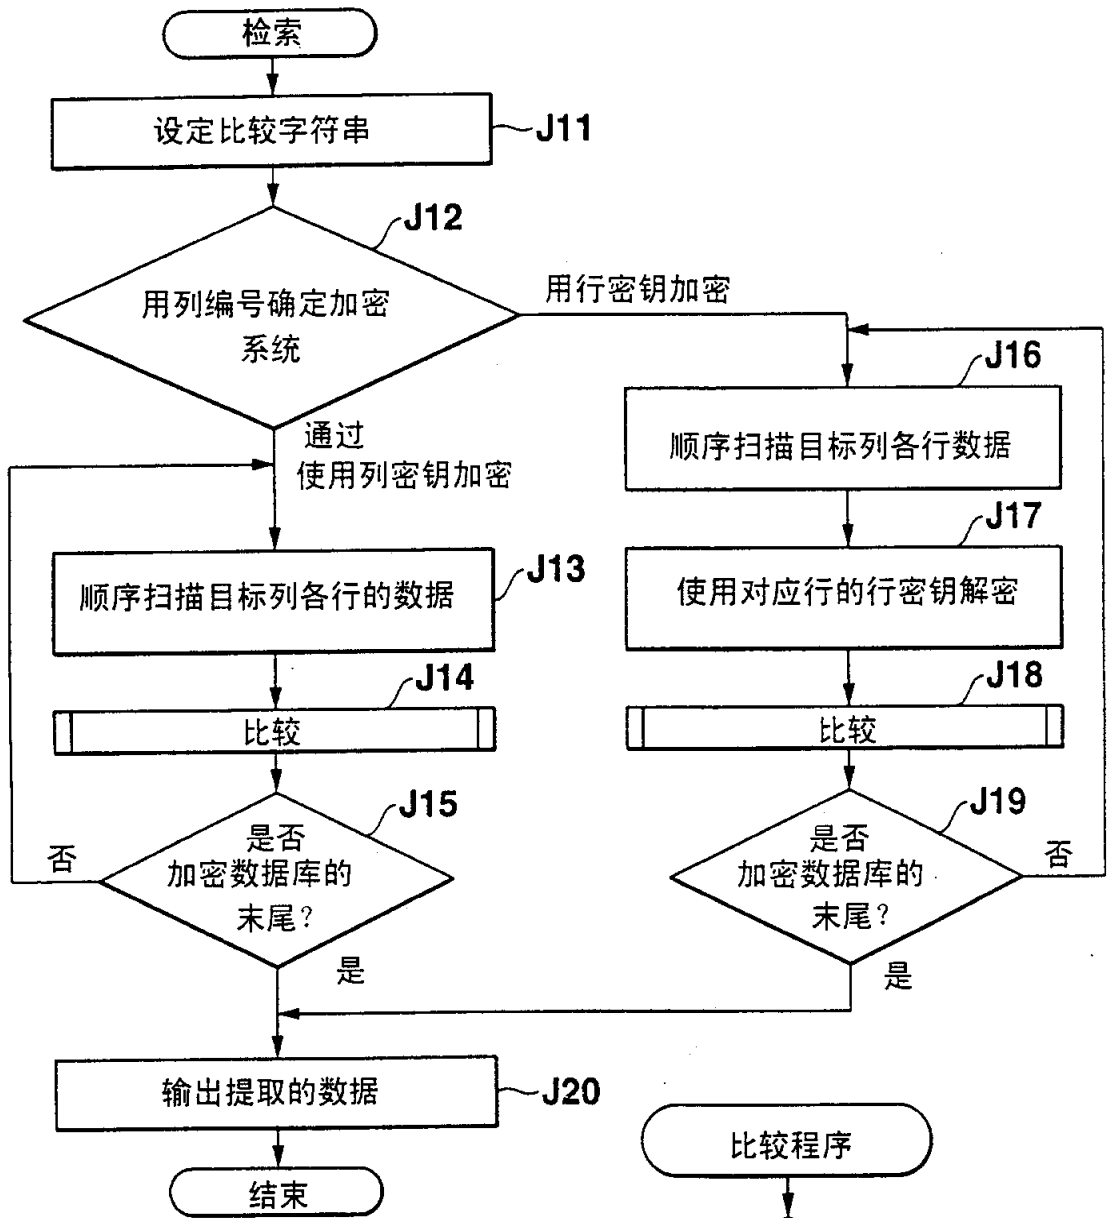 检索
设定比较字符串
J11
J12
用列编号确定加密
系统
用行密钥加密
通过
使用列密钥加密
J16
顺序扫描目标列各行数据
J17
使用对应行的行密钥解密
J13
顺序扫描目标列各行的数据
J14
比较
J18
比较
J15
是否
加密数据库的
末尾?
否
是
J19
是否
加密数据库的
末尾?
否
是
输出提取的数据
J20
结束
比较程序